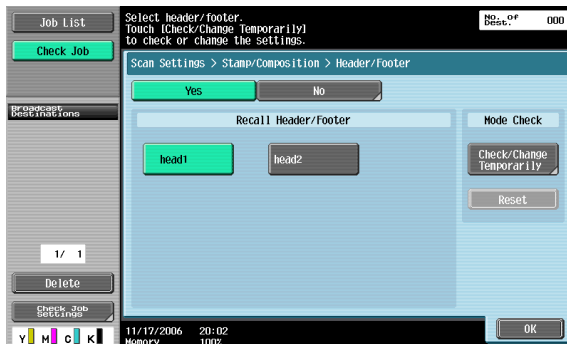 Job List
Check Job
Select header/footer.
Touch [Check/Change Temporarily]
to check or change the settings.
No. of
Dest.
000
Scan Settings > Stamp/Composition > Header/Footer
Yes
No
Broadcast
Destinations
Recall Header/Footer
head1
head2
Mode Check
Check/Change
Temporarily
Reset
1/ 1
Delete
Check Job
Settings
Y M C K
11/17/2006 20:02
Memory 100%
OK